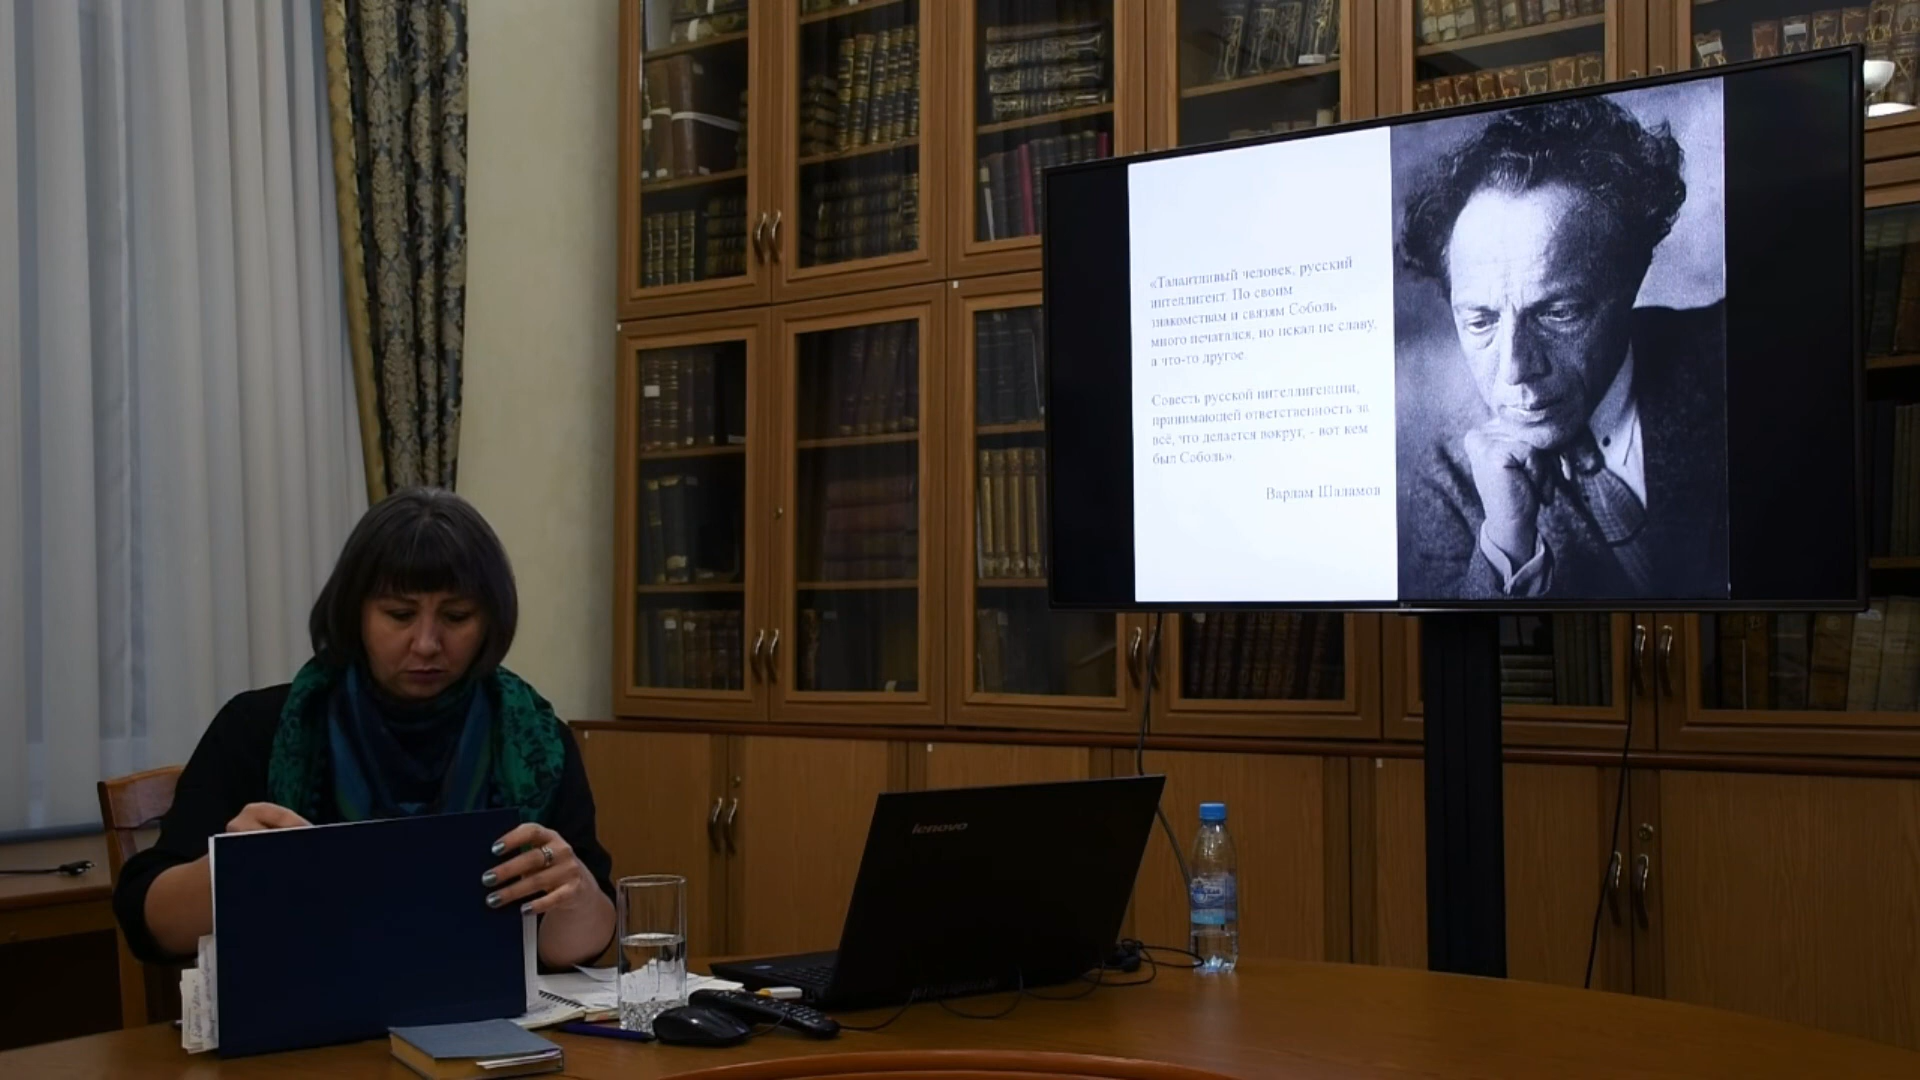 «Талантливый человек, русский
интеллигент. По своим
знакомствам и связям Соболь
много печатался, но искал не славу,
а что-то другое.
Совесть русской интеллигенции,
принимающей ответственность за
всё, что делается вокруг, - вот кем
был Соболь».
Варлам Шаламов
lenovo